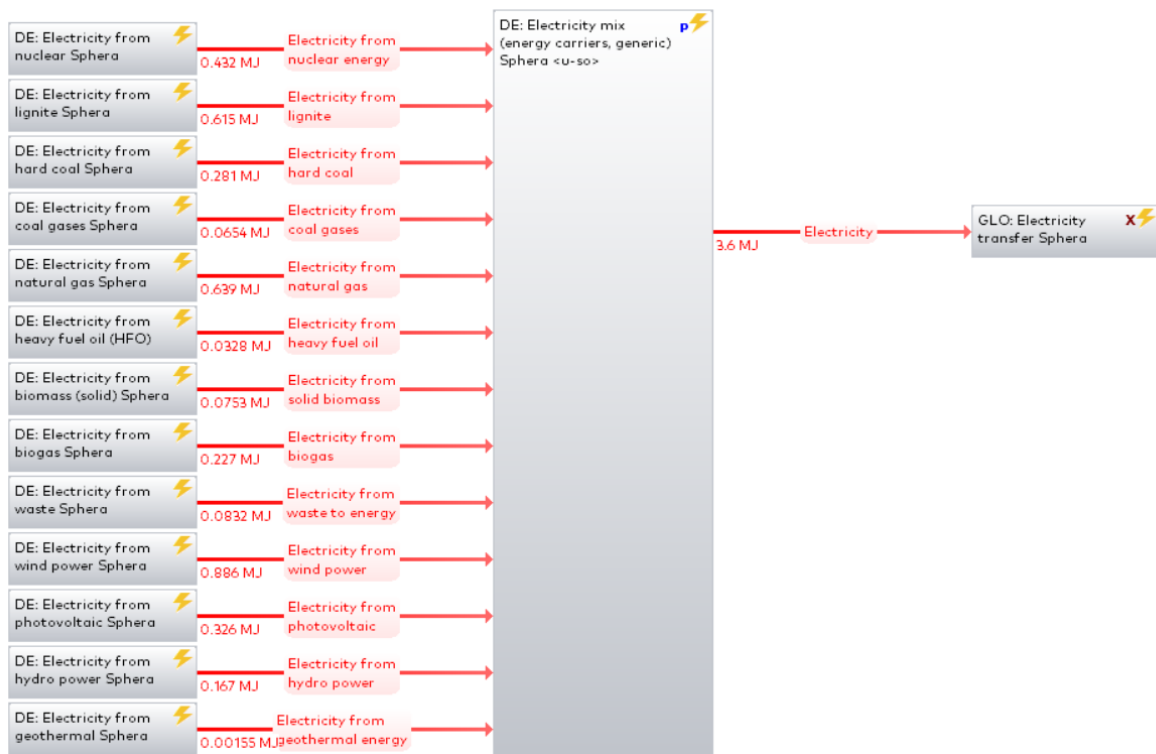 DE: Electricity from
nuclear Sphera
0.432 MJ
Electricity from
nuclear energy
DE: Electricity from
lignite Sphera
0.615 MJ
Electricity from
lignite
DE: Electricity from
hard coal Sphera
0.281 MJ
Electricity from
hard coal
DE: Electricity from
coal gases Sphera
0.0654 MJ
Electricity from
coal gases
DE: Electricity from
natural gas Sphera
0.639 MJ
Electricity from
natural gas
DE: Electricity from
heavy fuel oil (HFO)
0.0328 MJ
Electricity from
heavy fuel oil
DE: Electricity from
biomass (solid) Sphera
0.0753 MJ
Electricity from
solid biomass
DE: Electricity from
biogas Sphera
0.227 MJ
Electricity from
biogas
DE: Electricity from
waste Sphera
0.0832 MJ
Electricity from
waste to energy
DE: Electricity from
wind power Sphera
0.886 MJ
Electricity from
wind power
DE: Electricity from
photovoltaic Sphera
0.326 MJ
Electricity from
photovoltaic
DE: Electricity from
hydro power Sphera
0.167 MJ
Electricity from
hydro power
DE: Electricity from
geothermal Sphera
0.00155 MJ
Electricity from
geothermal energy
DE: Electricity mix
(energy carriers, generic)
Sphera <u-so>
p
3.6 MJ
Electricity
GLO: Electricity
transfer Sphera
X